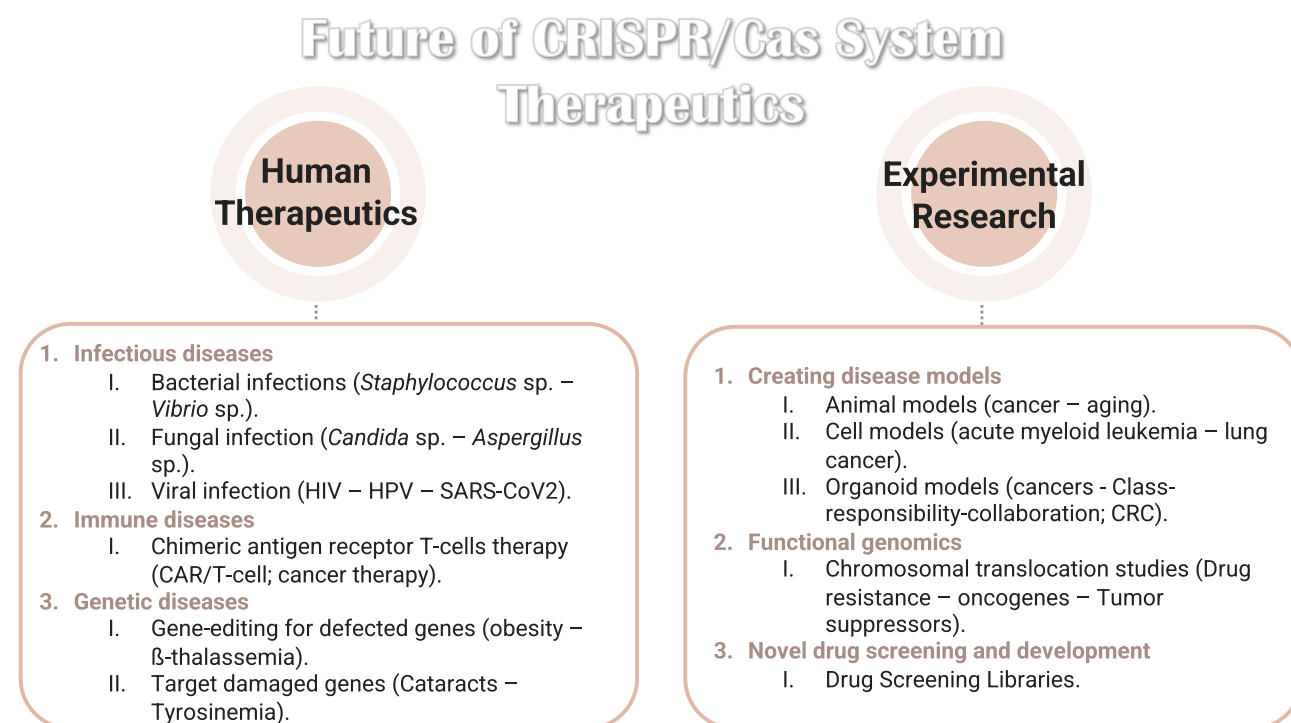 Future of CRISPR/Cas System
Therapeutics
Human
Therapeutics
1. Infectious diseases
I. Bacterial infections (Staphylococcus sp. –
Vibrio sp.).
II. Fungal infection (Candida sp. – Aspergillus
sp.).
III. Viral infection (HIV – HPV – SARS-CoV2).
2. Immune diseases
I. Chimeric antigen receptor T-cells therapy
(CAR/T-cell; cancer therapy).
3. Genetic diseases
I. Gene-editing for defected genes (obesity –
ß-thalassemia).
II. Target damaged genes (Cataracts –
Tyrosinemia).
Experimental
Research
1. Creating disease models
I. Animal models (cancer – aging).
II. Cell models (acute myeloid leukemia – lung
cancer).
III. Organoid models (cancers - Class-
responsibility-collaboration; CRC).
2. Functional genomics
I. Chromosomal translocation studies (Drug
resistance – oncogenes – Tumor
suppressors).
3. Novel drug screening and development
I. Drug Screening Libraries.